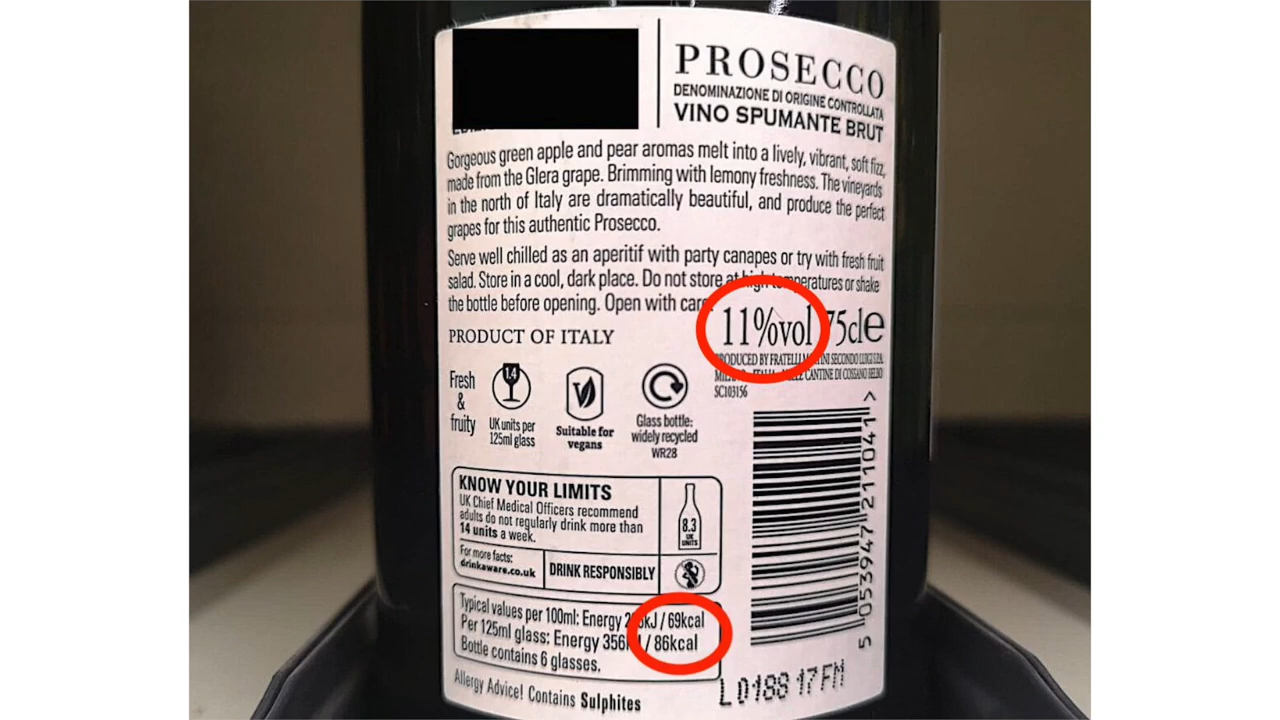 PROSECCO
DENOMINAZIONE DI ORIGINE CONTROLLATA
VINO SPUMANTE BRUT
Gorgeous green apple and pear aromas melt into a lively, vibrant, soft fizz,
made from the Glera grape. Brimming with lemony freshness. The vineyards
in the north of Italy are dramatically beautiful, and produce the perfect
grapes for this authentic Prosecco.
Serve well chilled as an aperitif with party canapes or try with fresh fruit
salad. Store in a cool, dark place. Do not store at high temperatures or shake
the bottle before opening. Open with
PRODUCT OF ITALY
11%vol 75cle
PRODUCED BY FRATELLI SECONDO LUIGI S.P.A.
CANTINE DI COSSANO BELBO
SC103156
Fresh
&
fruity
1.4
UK units per
125ml glass
Suitable for
vegans
Glass bottle:
widely recycled
WR28
KNOW YOUR LIMITS
UK Chief Medical Officers recommend
adults do not regularly drink more than
14 units a week.
8.3
UK
UNITS
For more facts:
drinkaware.co.uk
DRINK RESPONSIBLY
Typical values per 100ml: Energy / 69kcal
Per 125ml glass: Energy / 86kcal
Bottle contains 6 glasses.
Allergy Advice! Contains Sulphites
5 053947 211041 >
L0188 17FM